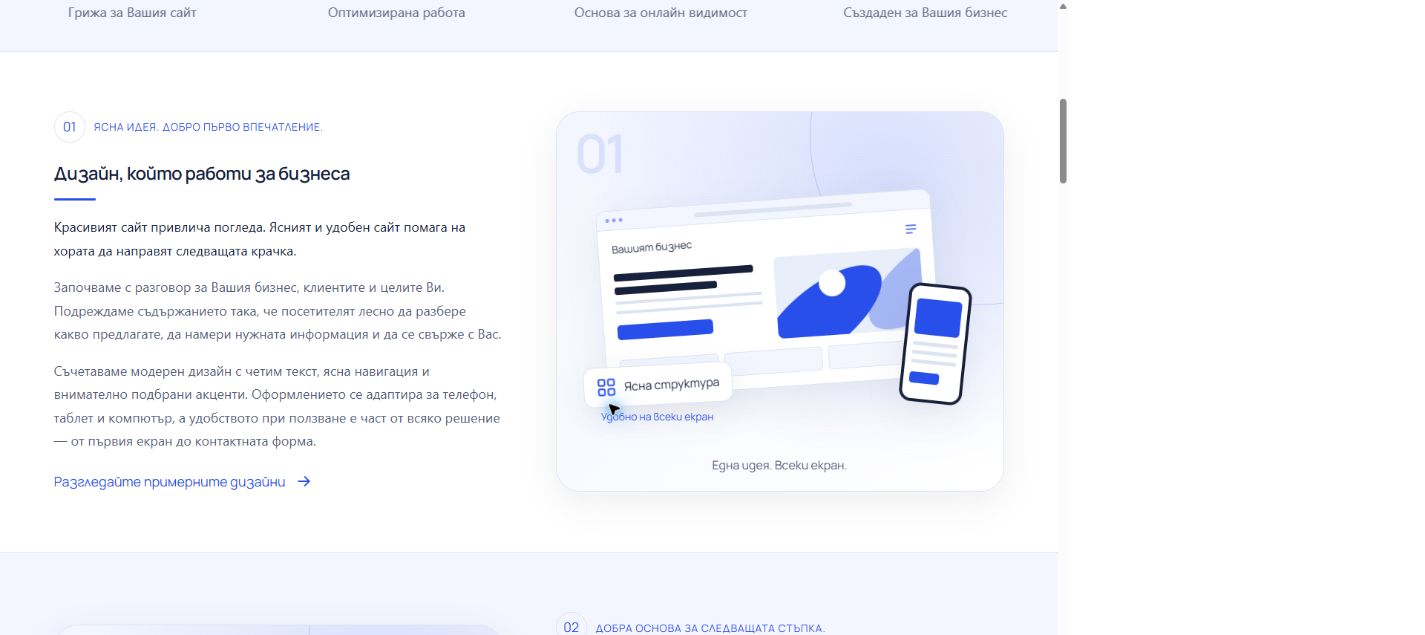 Грижа за Вашия сайт
Оптимизирана работа
Основа за онлайн видимост
Създаден за Вашия бизнес
01
ЯСНА ИДЕЯ. ДОБРО ПЪРВО ВПЕЧАТЛЕНИЕ.
Дизайн, който работи за бизнеса
Красивият сайт привлича погледа. Ясният и удобен сайт помага на
хората да направят следващата крачка.
Започваме с разговор за Вашия бизнес, клиентите и целите Ви.
Подреждаме съдържанието така, че посетителят лесно да разбере
какво предлагате, да намери нужната информация и да се свърже с Вас.
Съчетаваме модерен дизайн с четим текст, ясна навигация и
внимателно подбрани акценти. Оформлението се адаптира за телефон,
таблет и компютър, а удобството при ползване е част от всяко решение
— от първия екран до контактната форма.
Разгледайте примерните дизайни
01
Вашият бизнес
Ясна структура
Удобно на всеки екран
Една идея. Всеки екран.
02
ДОБРА ОСНОВА ЗА СЛЕДВАЩАТА СТЪПКА.